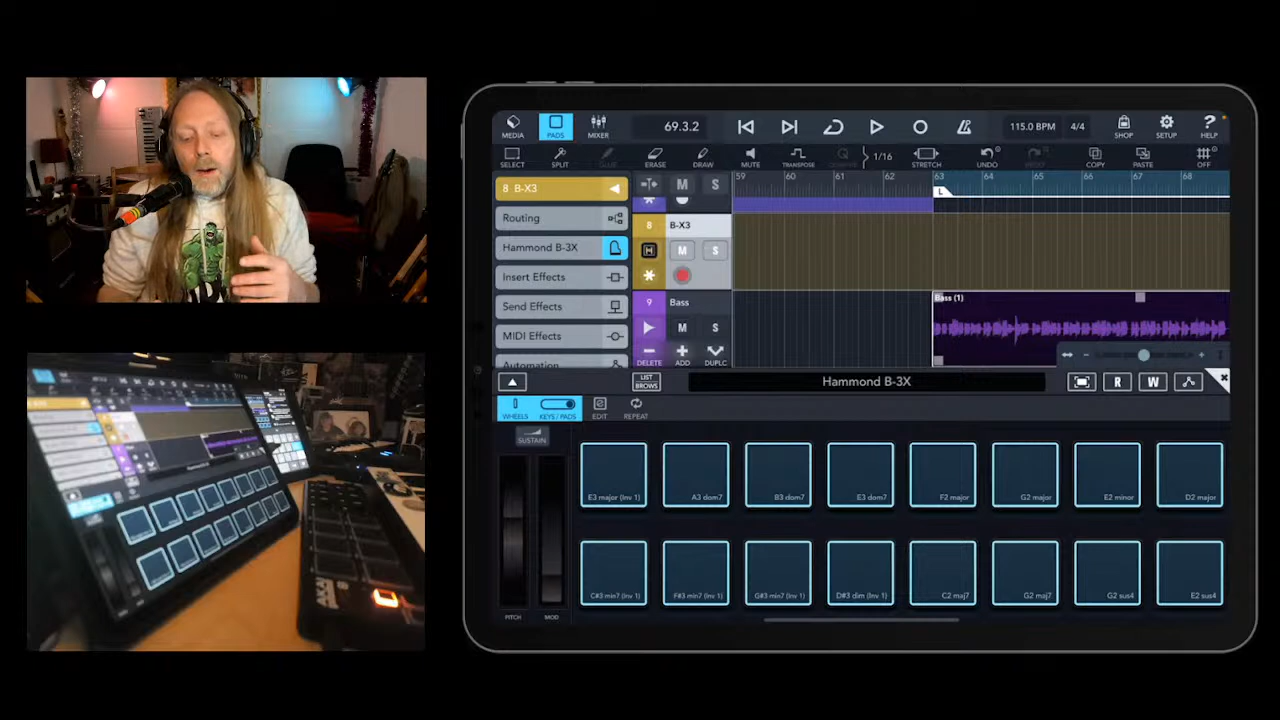 MEDIA PADS MIXER 69.3.2 115.0 BPM 4/4 SHOP SETUP HELP
SELECT SPLIT GLUE ERASE DRAW MUTE TRANSPOSE 1/16 STRETCH UNDO COPY PASTE OFF
59 60 61 62 63 64 65 66 67 68
L
8 B-X3
M S
Routing
8 B-X3
Hammond B-3X
M S
Insert Effects
Send Effects
9 Bass
Bass (1)
MIDI Effects
M S
Automation
DELETE ADD DUPLC
LIST BROWS
Hammond B-3X
R W
WHEELS KEYS/PADS EDIT REPEAT
SUSTAIN
E3 major (Inv 1) A3 dom7 B3 dom7 E3 dom7 F2 major G2 major E2 minor D2 major
C#3 min7 (Inv 1) F#3 min7 (Inv 1) G#3 min7 (Inv 1) D#3 dim (Inv 1) C2 maj7 G2 maj7 G2 sus4 E2 sus4
PITCH MOD